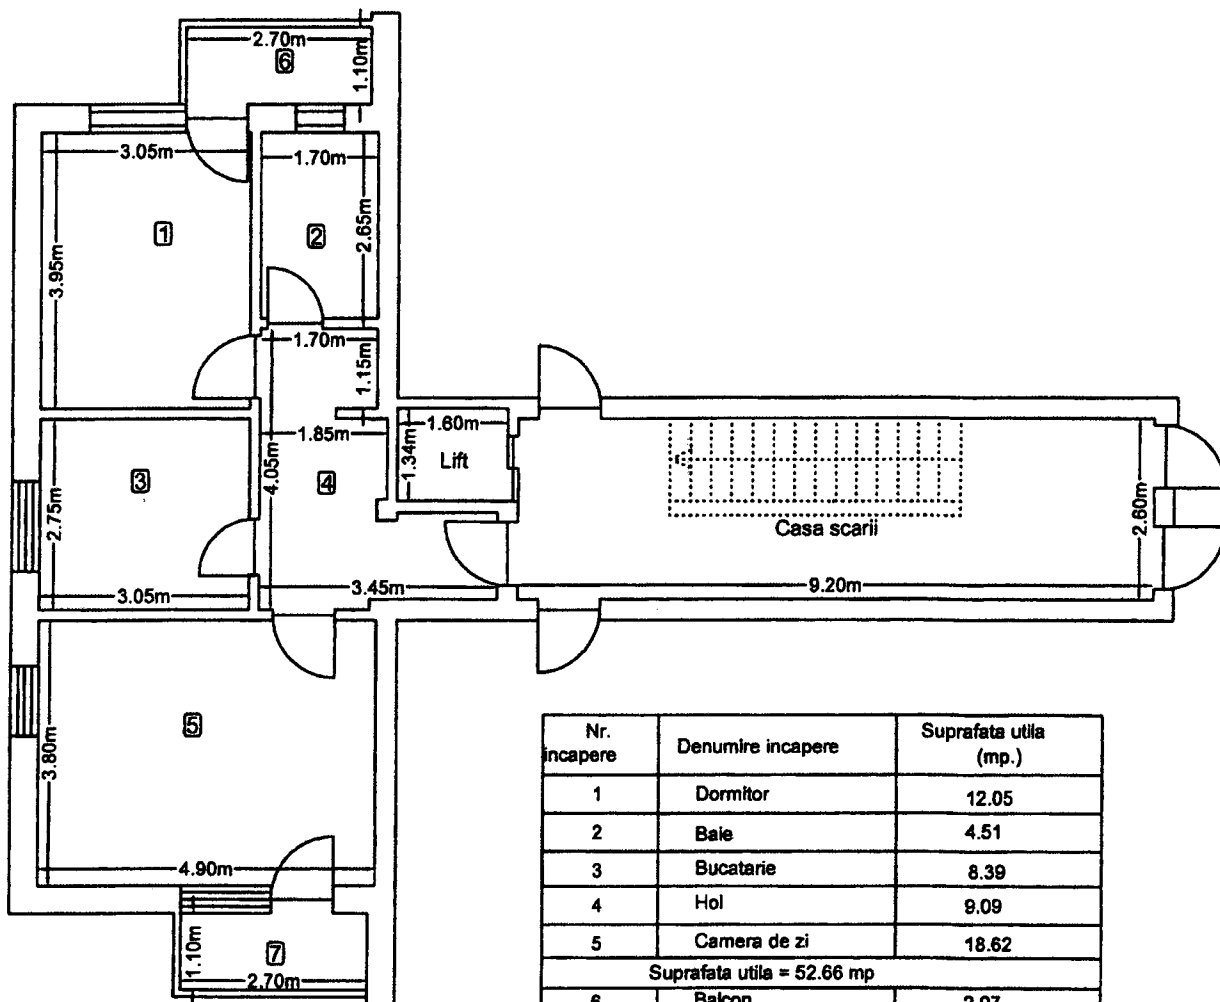 2.70m
6
1.10m
3.05m
1.70m
1
2
2.65m
3.95m
1.70m
1.15m
1.85m
1.60m
1.34m
Lift
4.05m
3
4
2.75m
Casa scarii
2.60m
3.05m
3.45m
9.20m
5
3.80m
4.90m
1.10m
7
2.70m
Nr.
incapere
Denumire incapere
Suprafata utila
(mp.)
1 Dormitor 12.05
2 Baie 4.51
3 Bucatarie 8.39
4 Hol 9.09
5 Camera de zi 18.62
Suprafata utila = 52.66 mp
6 Balcon 2.97